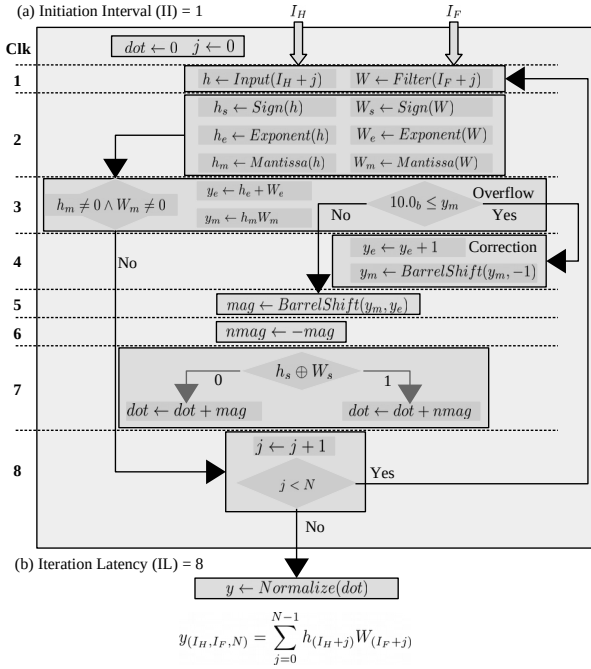 (a) Initiation Interval (II) = 1
I_H I_F
Clk
dot ← 0 j ← 0
1
h ← Input(I_H + j) W ← Filter(I_F + j)
2
h_s ← Sign(h) W_s ← Sign(W)
h_e ← Exponent(h) W_e ← Exponent(W)
h_m ← Mantissa(h) W_m ← Mantissa(W)
3
h_m ≠ 0 ∧ W_m ≠ 0
y_e ← h_e + W_e
y_m ← h_m W_m
10.0_b ≤ y_m
Overflow
No Yes
4
No
y_e ← y_e + 1 Correction
y_m ← BarrelShift(y_m, −1)
5
mag ← BarrelShift(y_m, y_e)
6
nmag ← −mag
7
h_s ⊕ W_s
0 1
dot ← dot + mag dot ← dot + nmag
8
j ← j + 1
j < N
Yes
No
(b) Iteration Latency (IL) = 8
y ← Normalize(dot)
y_(I_H,I_F,N) = ∑_{j=0}^{N−1} h_(I_H+j) W_(I_F+j)